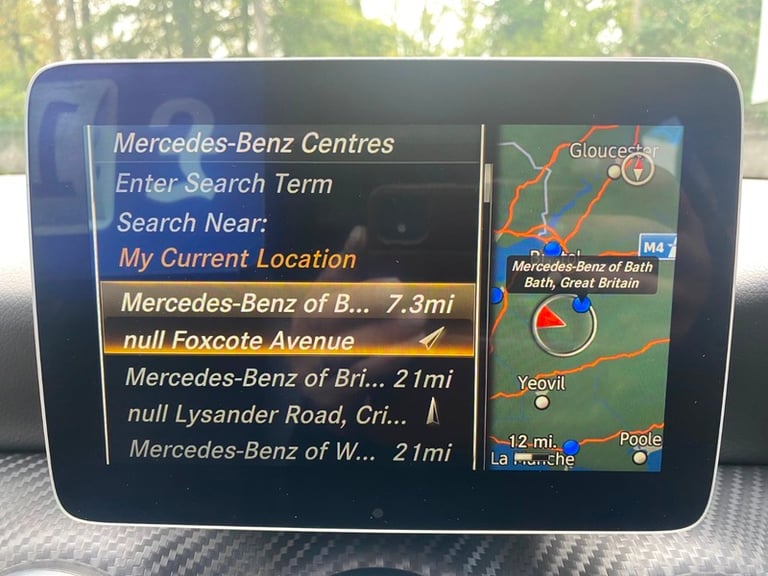 Mercedes-Benz Centres
Enter Search Term
Search Near:
My Current Location
Mercedes-Benz of B... 7.3mi
null Foxcote Avenue
Mercedes-Benz of Bri... 21mi
null Lysander Road, Cri...
Mercedes-Benz of W... 21mi
Gloucester
M4
Mercedes-Benz of Bath
Bath, Great Britain
Yeovil
12 mi.
Poole
La Manche